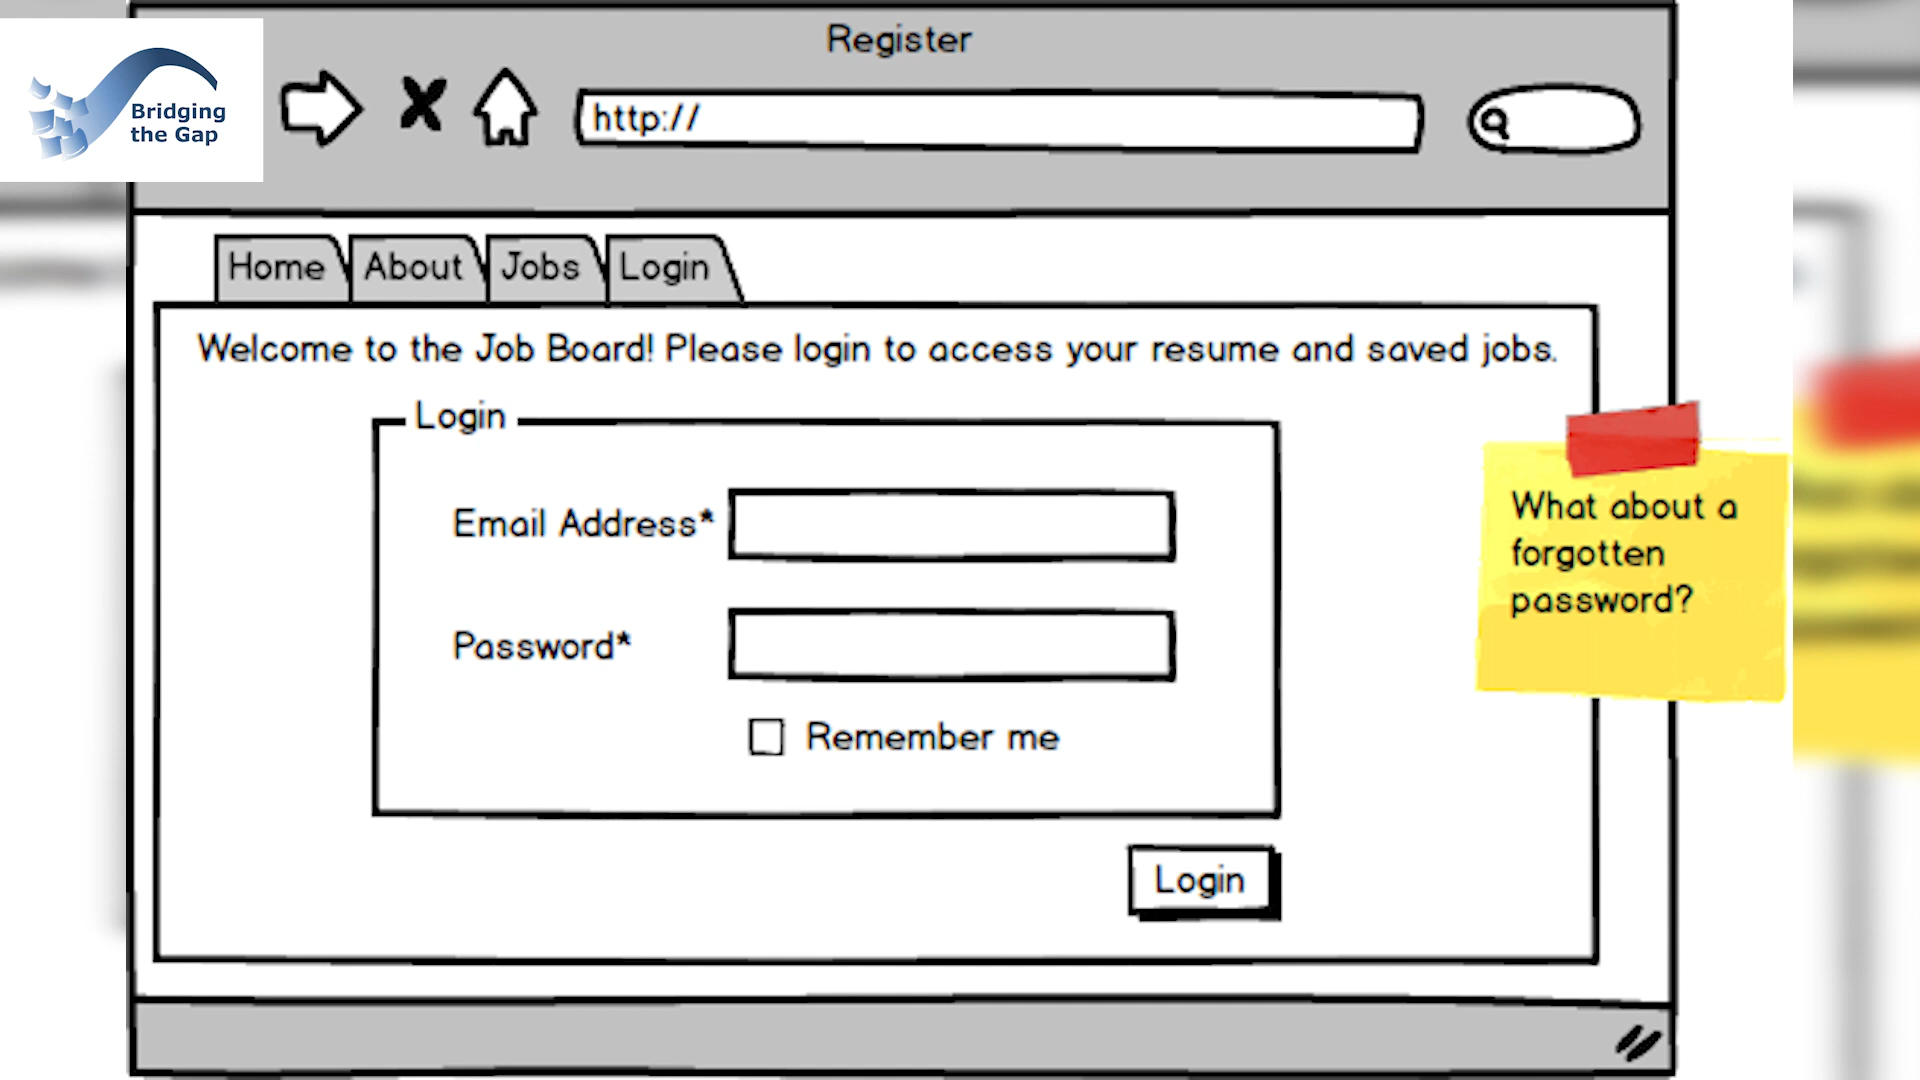 Bridging
the Gap
Register
http://
Home About Jobs Login
Welcome to the Job Board! Please login to access your resume and saved jobs.
Login
Email Address*
Password*
Remember me
Login
What about a
forgotten
password?